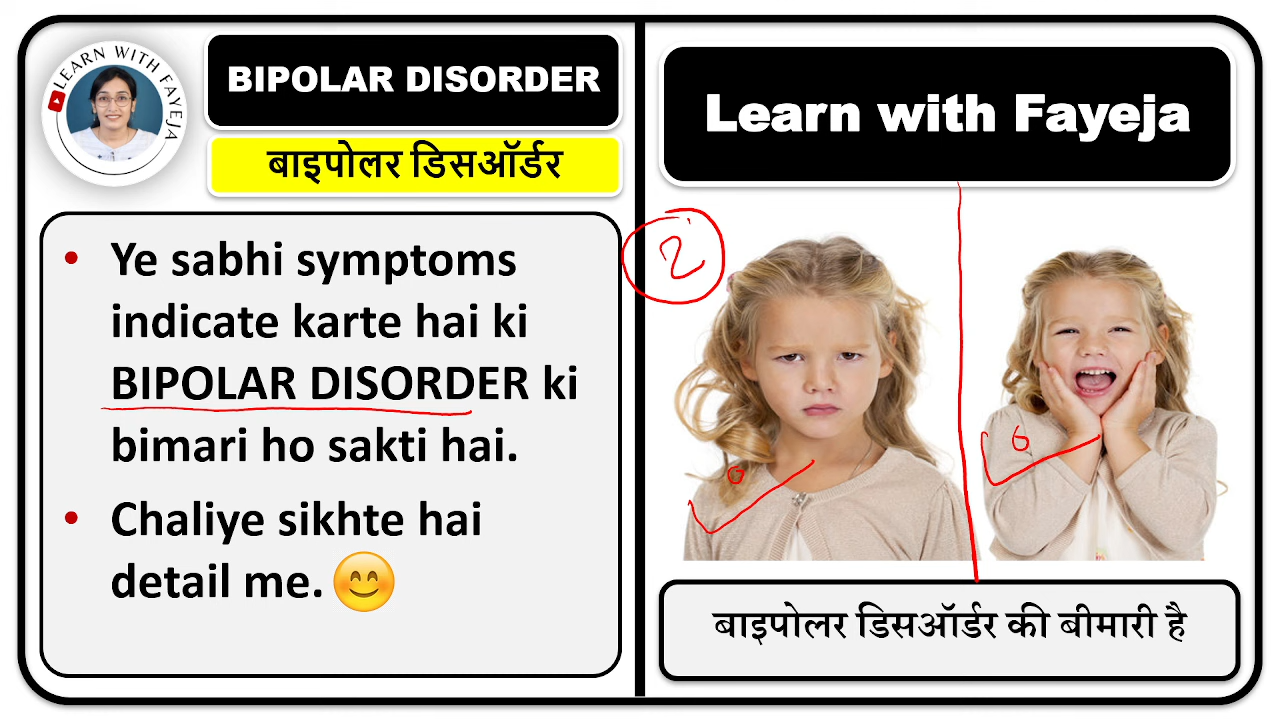 LEARN WITH FAYEJA
BIPOLAR DISORDER
बाइपोलर डिसऑर्डर
• Ye sabhi symptoms
indicate karte hai ki
BIPOLAR DISORDER ki
bimari ho sakti hai.
• Chaliye sikhte hai
detail me. 😊
Learn with Fayeja
2
बाइपोलर डिसऑर्डर की बीमारी है